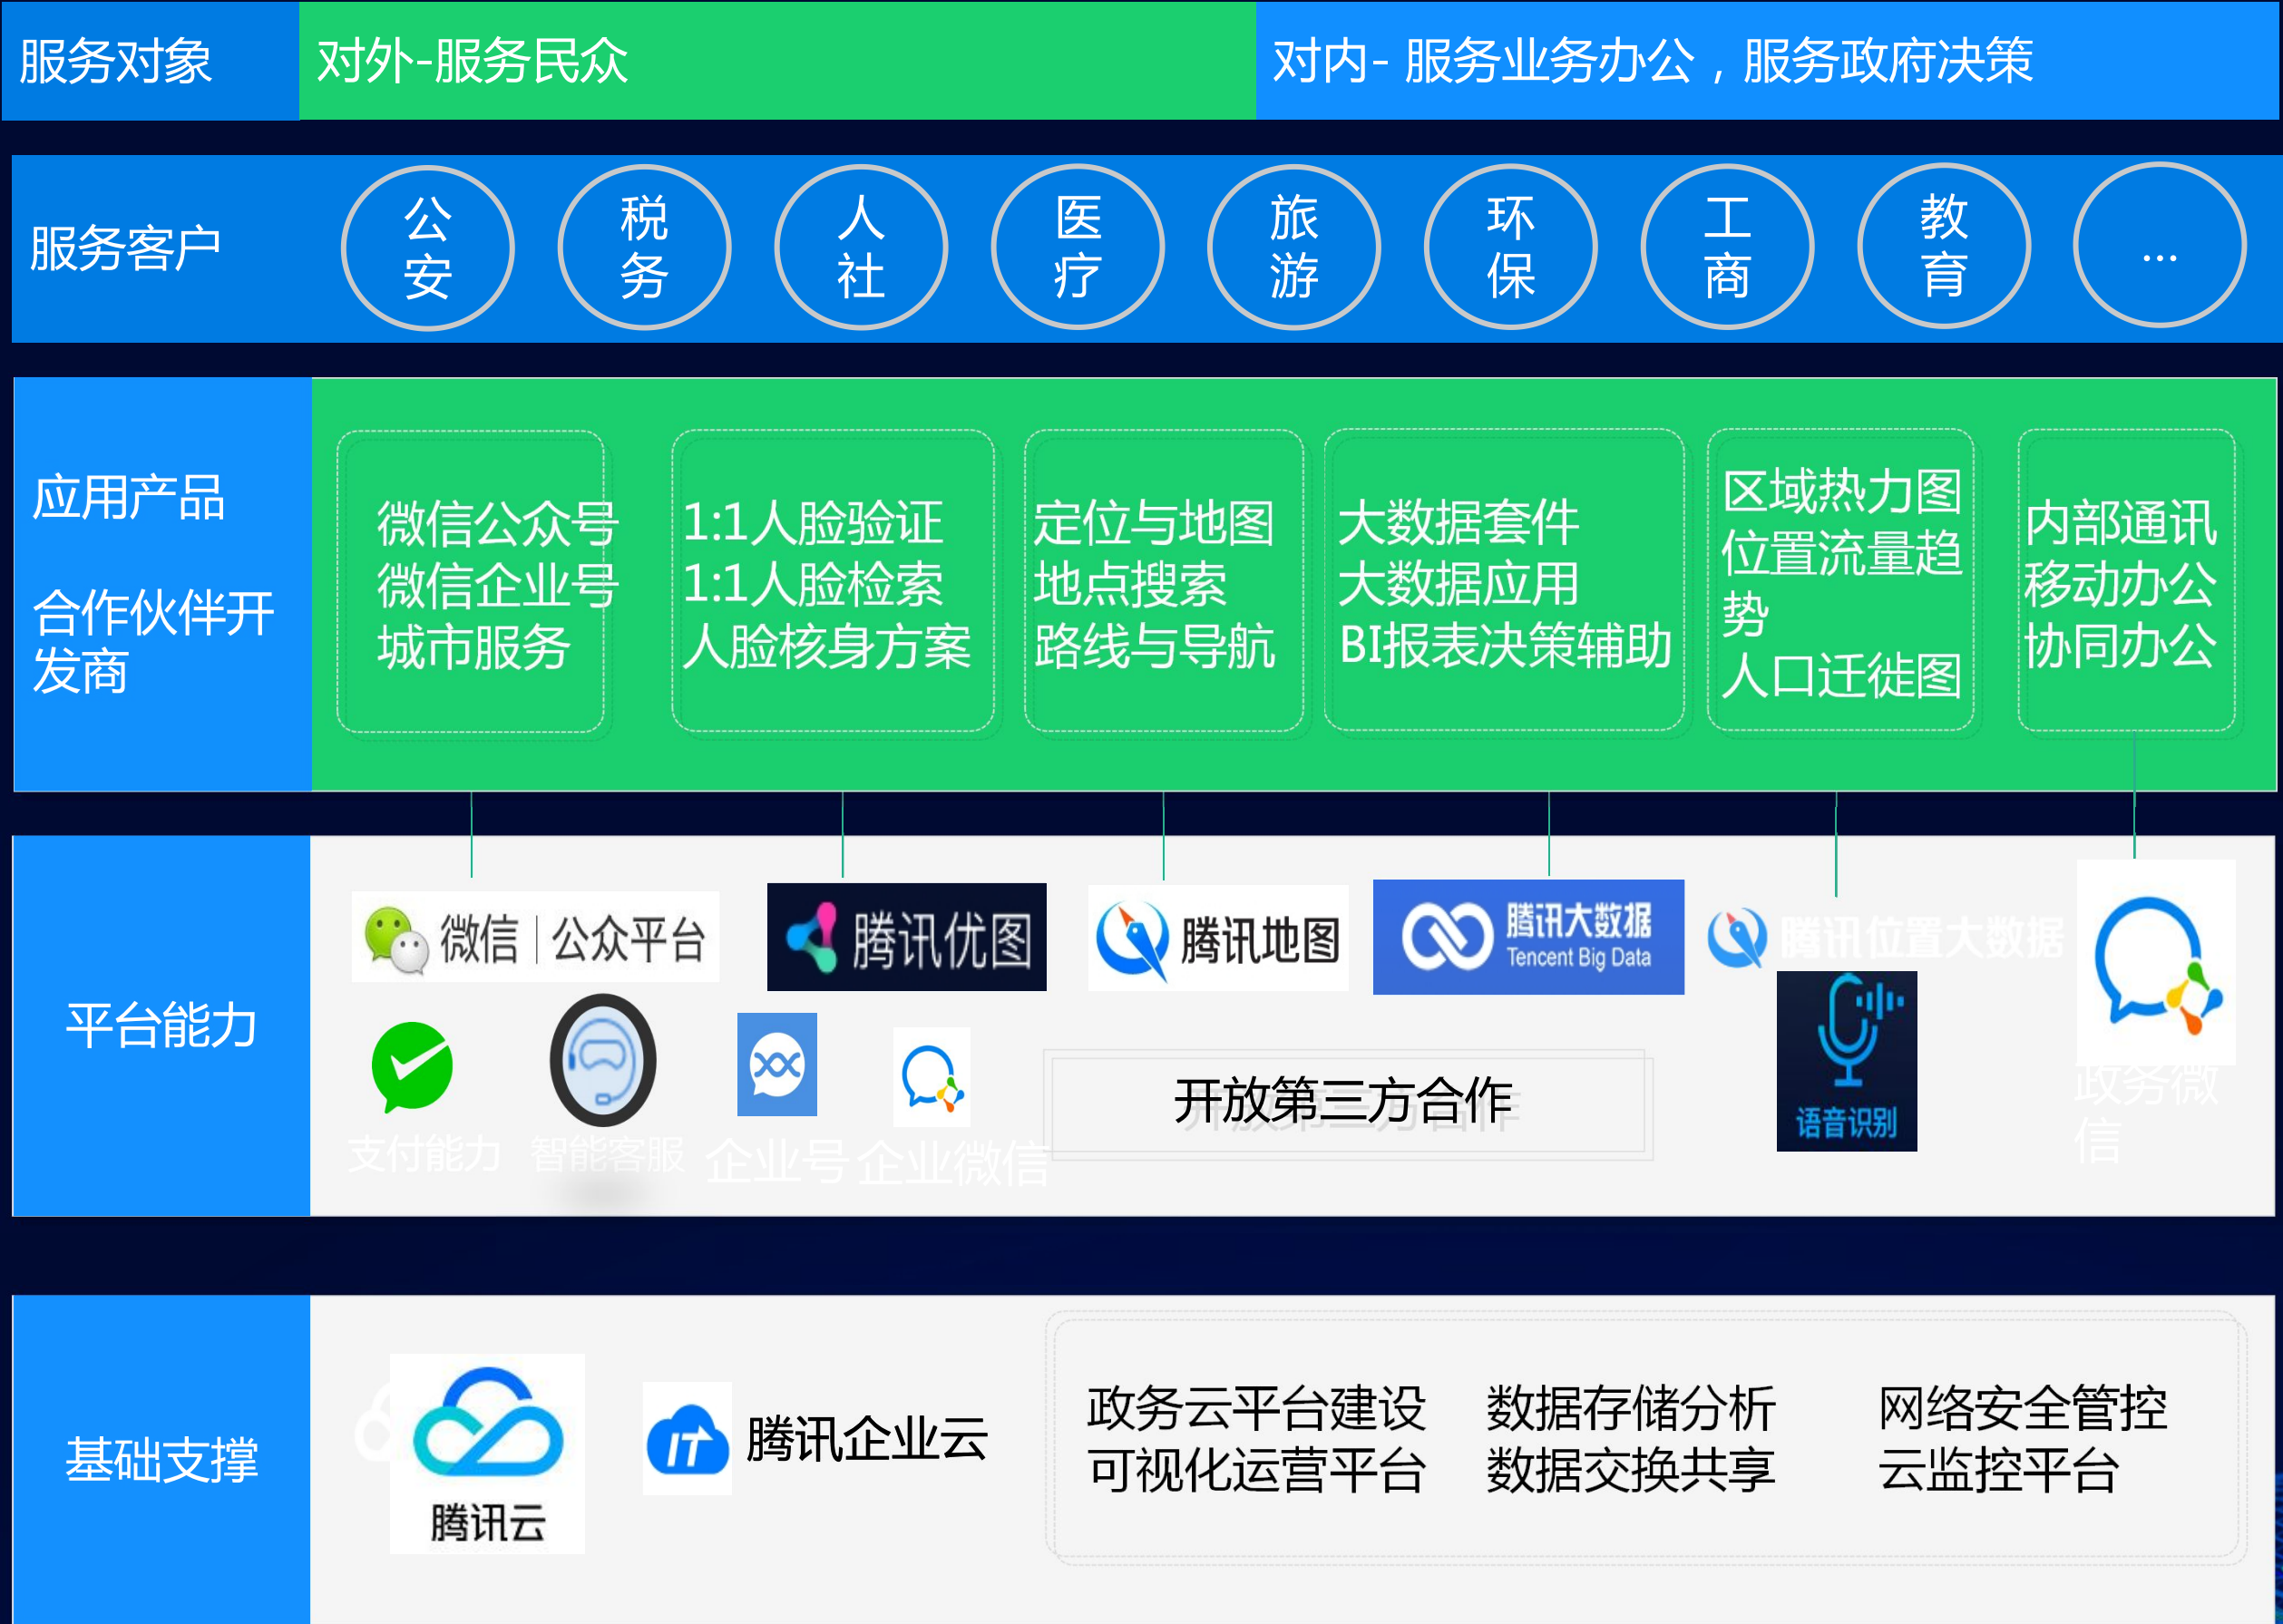 服务对象
对外-服务民众
对内- 服务业务办公，服务政府决策
服务客户
公
安
税
务
人
社
医
疗
旅
游
环
保
工
商
教
育
...
应用产品
合作伙伴开
发商
微信公众号
微信企业号
城市服务
1:1人脸验证
1:1人脸检索
人脸核身方案
定位与地图
地点搜索
路线与导航
大数据套件
大数据应用
BI报表决策辅助
区域热力图
位置流量趋
势
人口迁徙图
内部通讯
移动办公
协同办公
平台能力
微信|公众平台
腾讯优图
腾讯地图
腾讯大数据
Tencent Big Data
腾讯位置大数据
支付能力
智能客服
企业号
企业微信
开放第三方合作
语音识别
政务微
信
基础支撑
腾讯云
IT
腾讯企业云
政务云平台建设
可视化运营平台
数据存储分析
数据交换共享
网络安全管控
云监控平台